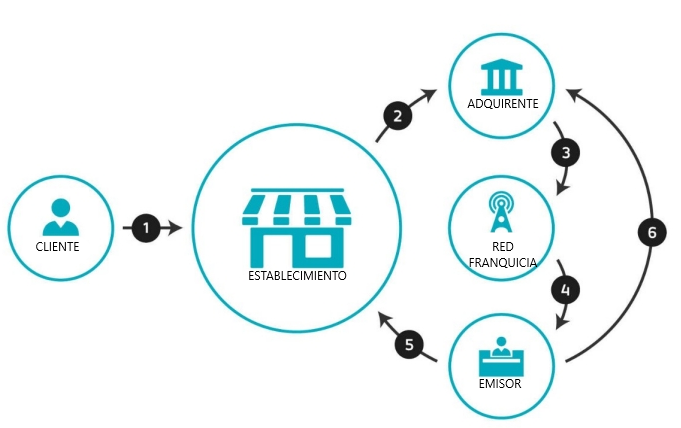 ADQUIRENTE
2
3
1
CLIENTE
ESTABLECIMIENTO
RED
FRANQUICIA
6
4
5
EMISOR